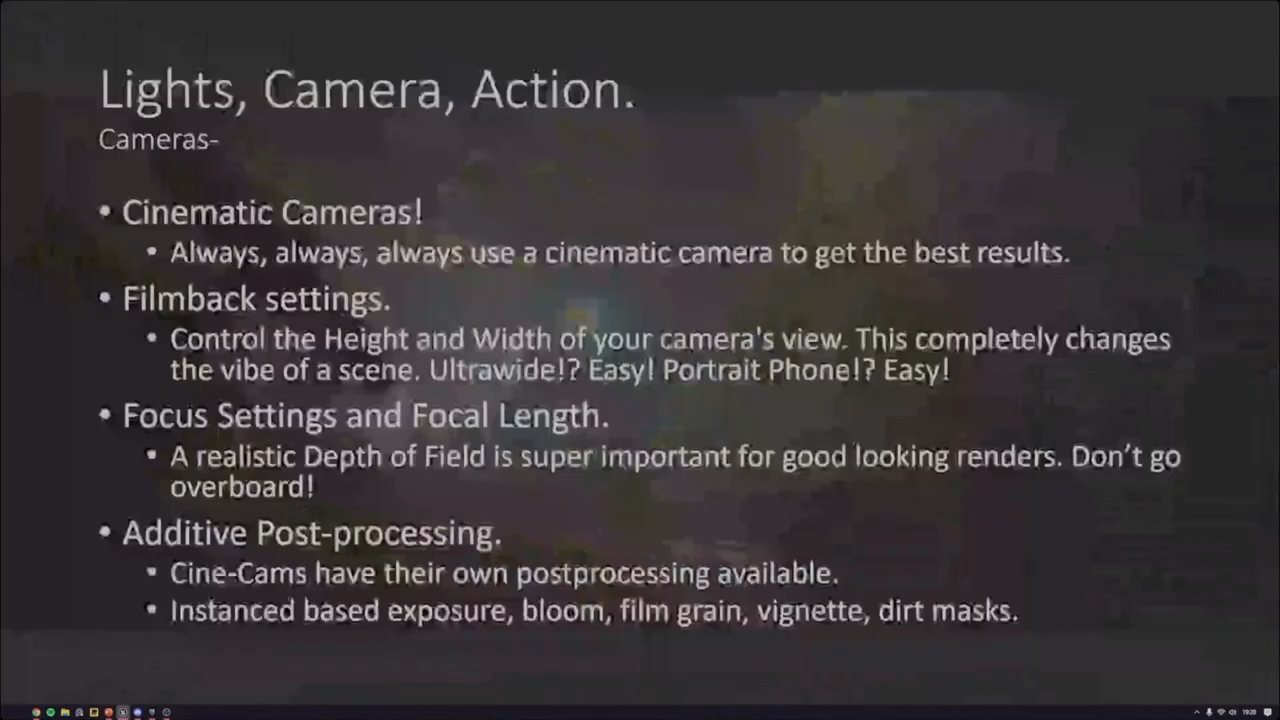 Lights, Camera, Action.
Cameras-
• Cinematic Cameras!
• Always, always, always use a cinematic camera to get the best results.
• Filmback settings.
• Control the Height and Width of your camera's view. This completely changes
the vibe of a scene. Ultrawide!? Easy! Portrait Phone!? Easy!
• Focus Settings and Focal Length.
• A realistic Depth of Field is super important for good looking renders. Don’t go
overboard!
• Additive Post-processing.
• Cine-Cams have their own postprocessing available.
• Instanced based exposure, bloom, film grain, vignette, dirt masks.
19:20